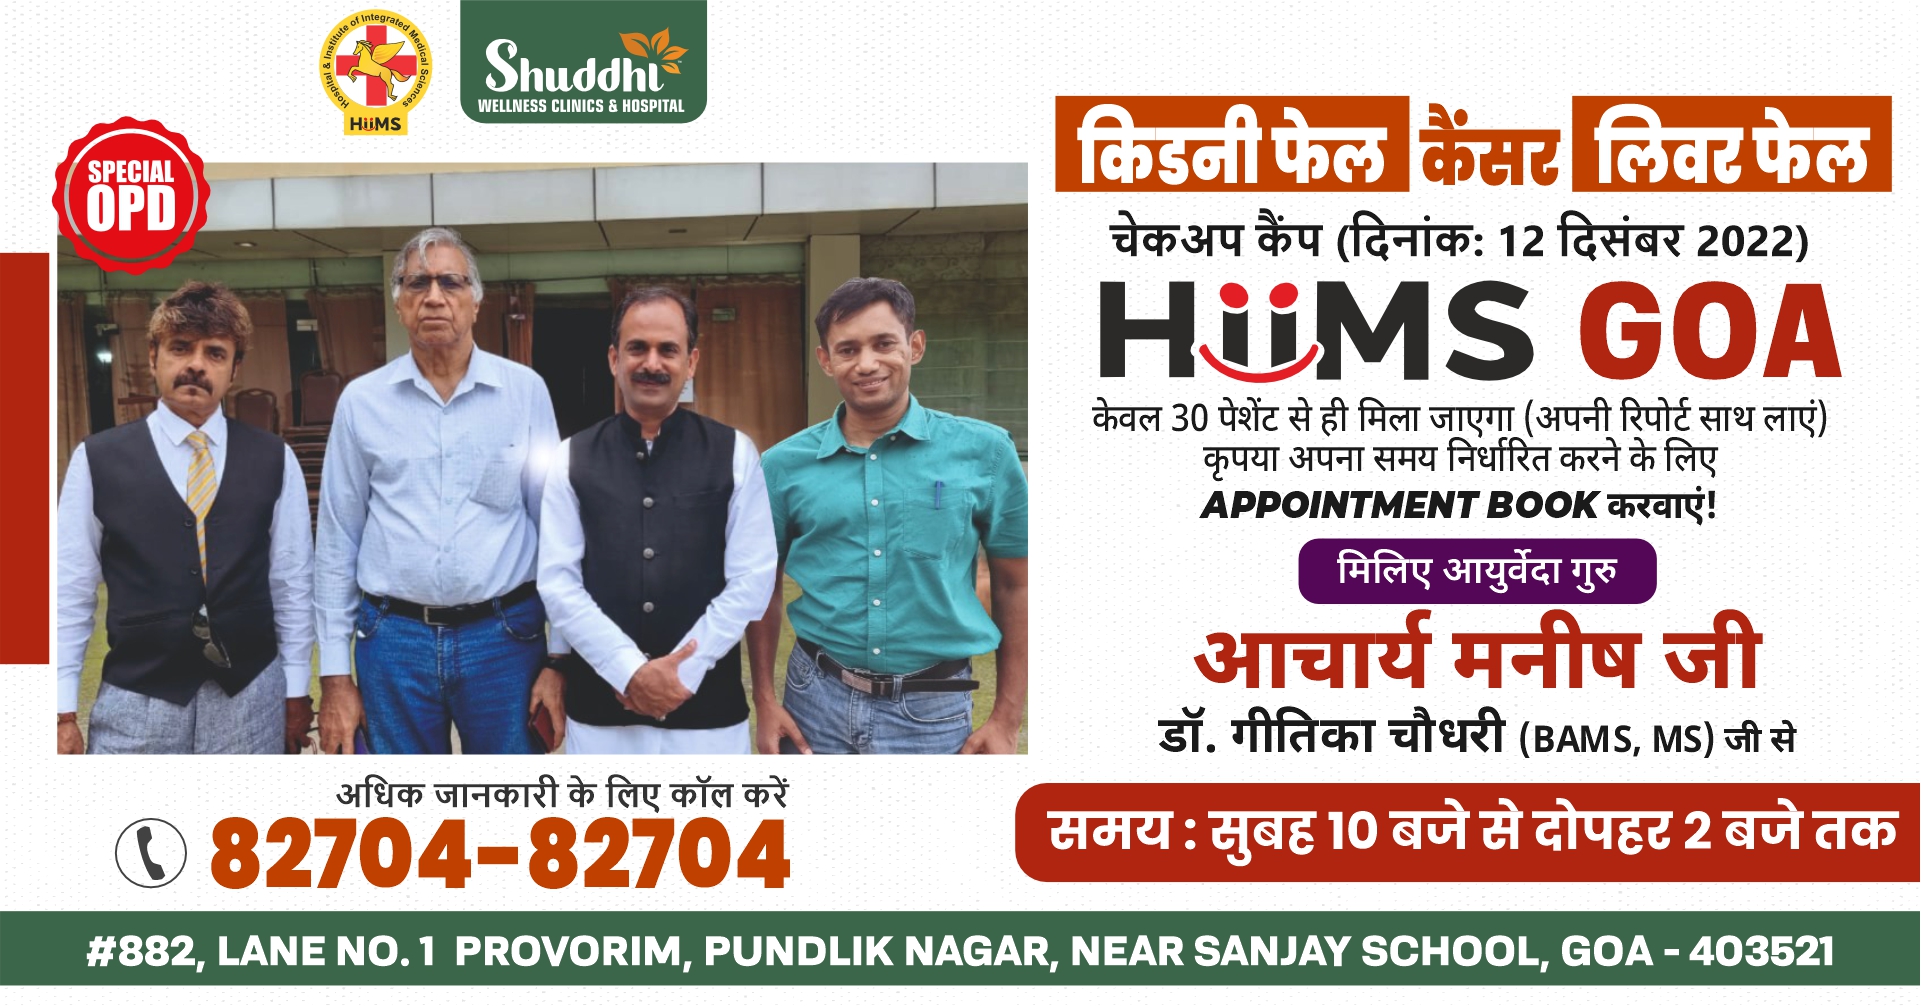 Hospital & Institute of Integrated Medical Sciences
HiiMS
Shuddhi™
WELLNESS CLINICS & HOSPITAL
SPECIAL
OPD
किडनी फेल कैंसर लिवर फेल
चेकअप कैंप (दिनांक: 12 दिसंबर 2022)
HiiMS GOA
केवल 30 पेशेंट से ही मिला जाएगा (अपनी रिपोर्ट साथ लाएं)
कृपया अपना समय निर्धारित करने के लिए
APPOINTMENT BOOK करवाएं!
मिलिए आयुर्वेदा गुरु
आचार्य मनीष जी
डॉ. गीतिका चौधरी (BAMS, MS) जी से
समय : सुबह 10 बजे से दोपहर 2 बजे तक
अधिक जानकारी के लिए कॉल करें
82704-82704
#882, LANE NO. 1 PROVORIM, PUNDLIK NAGAR, NEAR SANJAY SCHOOL, GOA - 403521